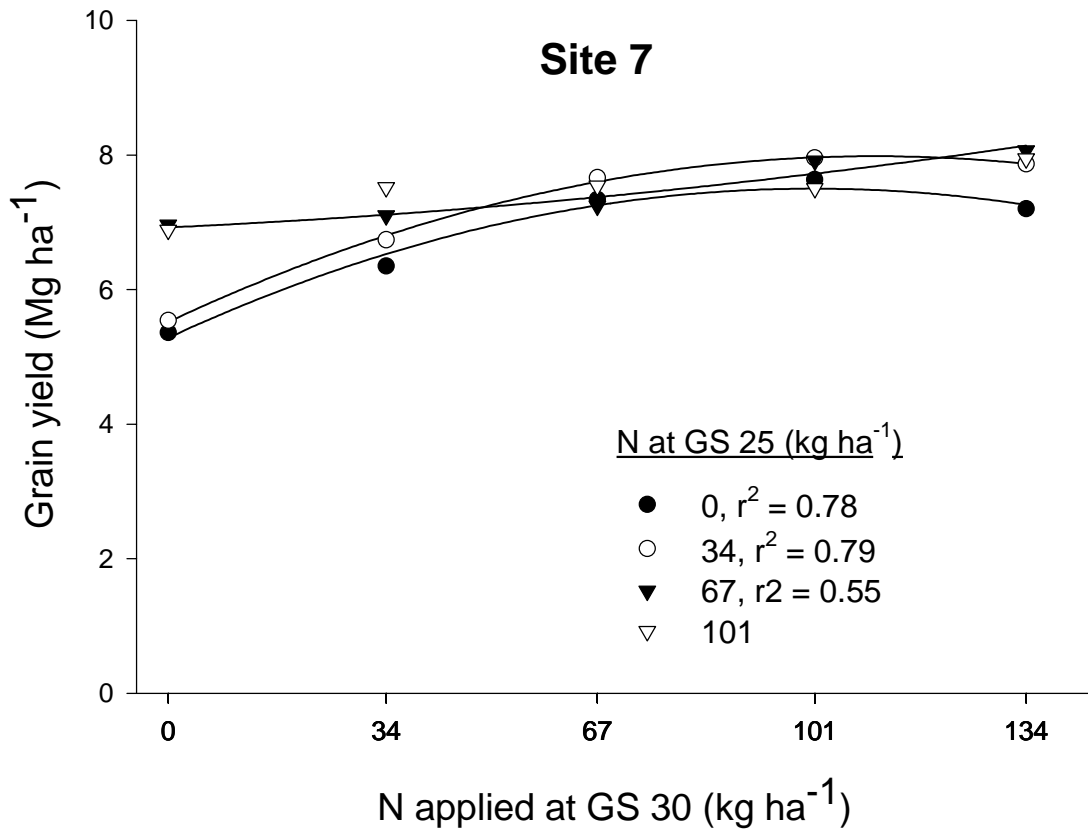 Site 7
10
8
6
4
2
0
Grain yield (Mg ha⁻¹)
N at GS 25 (kg ha⁻¹)
0, r² = 0.78
34, r² = 0.79
67, r2 = 0.55
101
0 34 67 101 134
N applied at GS 30 (kg ha⁻¹)